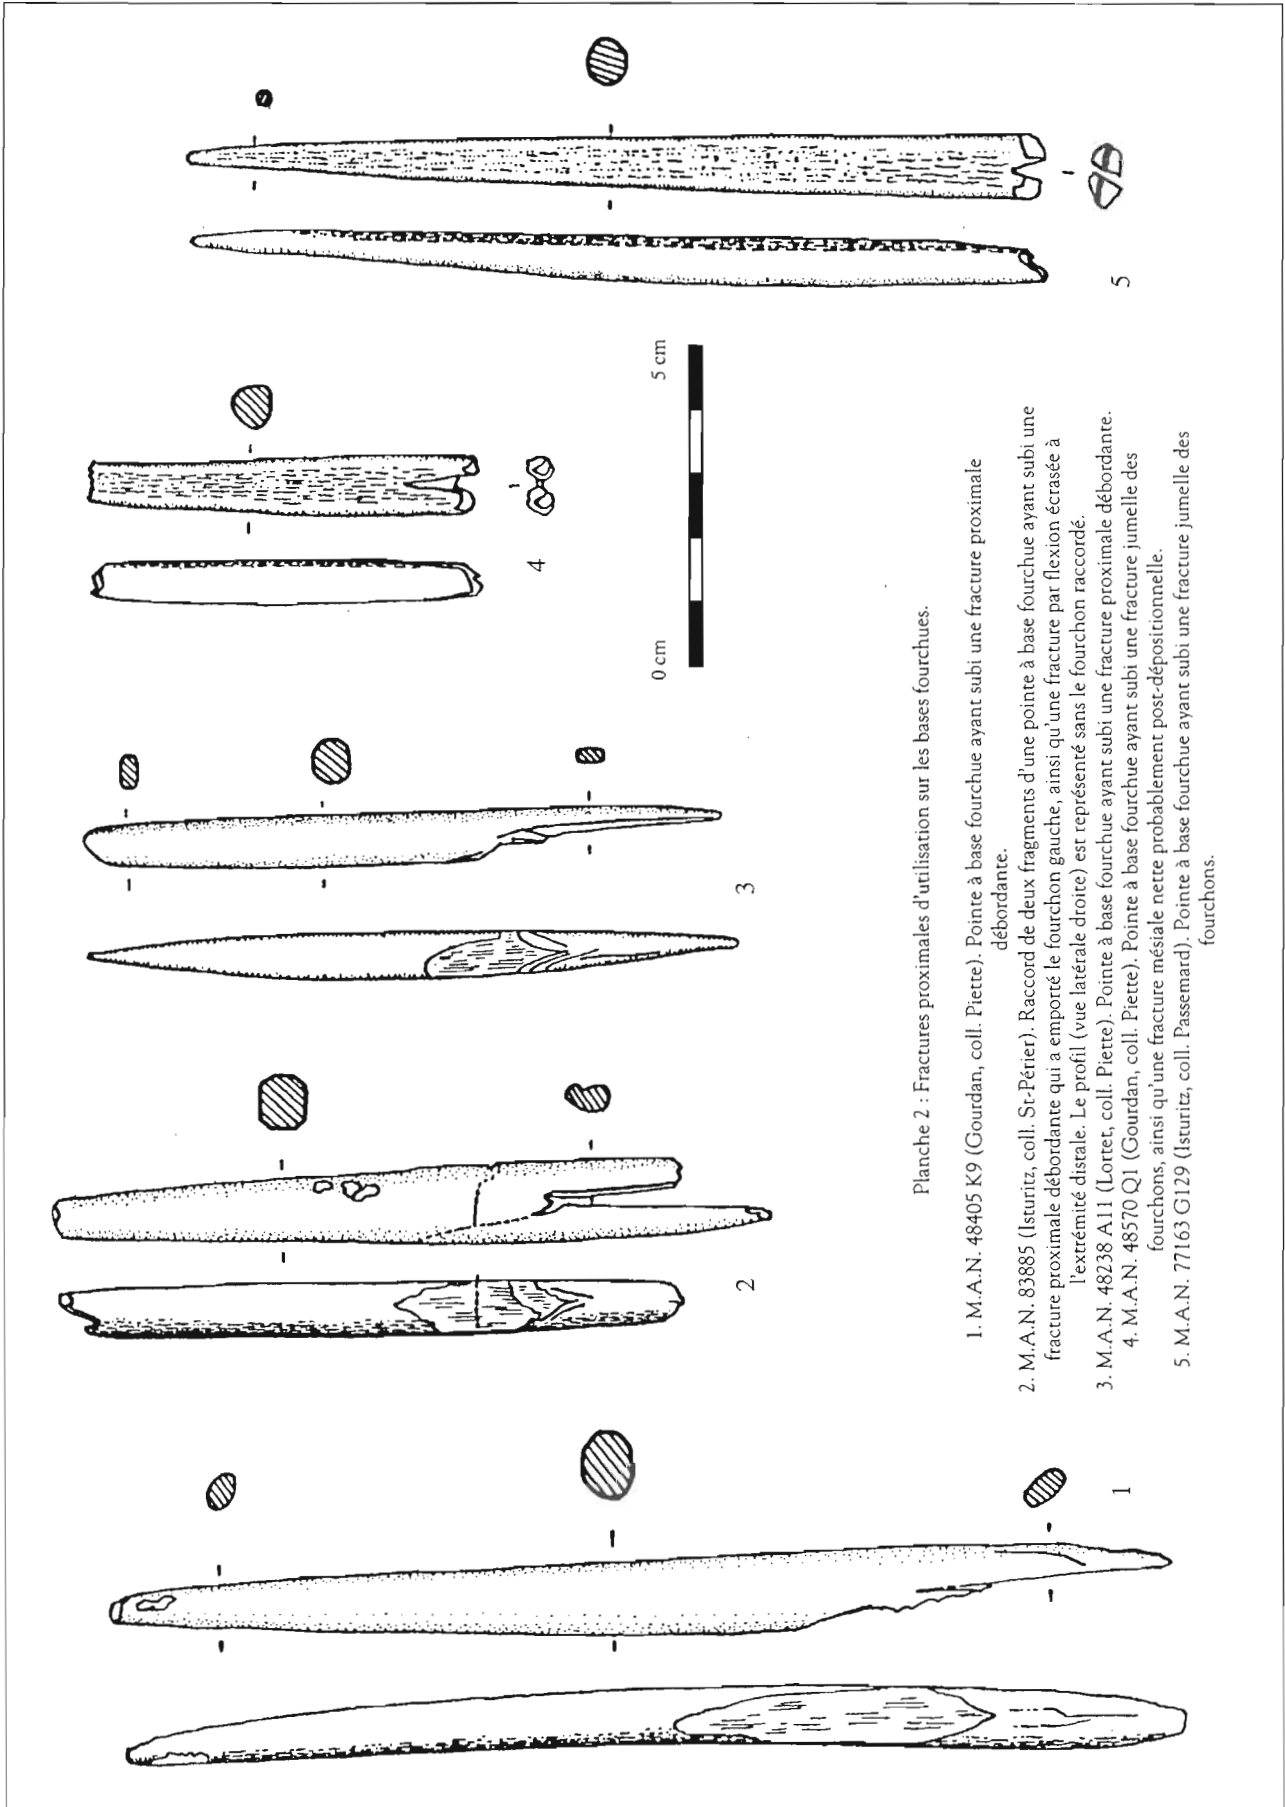 1
2
3
4
5
0 cm
5 cm
Planche 2 : Fractures proximales d'utilisation sur les bases fourchues.
1. M.A.N. 48405 K9 (Gourdan, coll. Piette). Pointe à base fourchue ayant subi une fracture proximale
débordante.
2. M.A.N. 83885 (Isturitz, coll. St-Périer). Raccord de deux fragments d'une pointe à base fourchue ayant subi une
fracture proximale débordante qui a emporté le fourchon gauche, ainsi qu'une fracture par flexion écrasée à
l'extrémité distale. Le profil (vue latérale droite) est représenté sans le fourchon raccordé.
3. M.A.N. 48238 A11 (Lortet, coll. Piette). Pointe à base fourchue ayant subi une fracture proximale débordante.
4. M.A.N. 48570 Q1 (Gourdan, coll. Piette). Pointe à base fourchue ayant subi une fracture jumelle des
fourchons, ainsi qu'une fracture mésiale nette probablement post-dépositionnelle.
5. M.A.N. 77163 G129 (Isturitz, coll. Passemard). Pointe à base fourchue ayant subi une fracture jumelle des
fourchons.